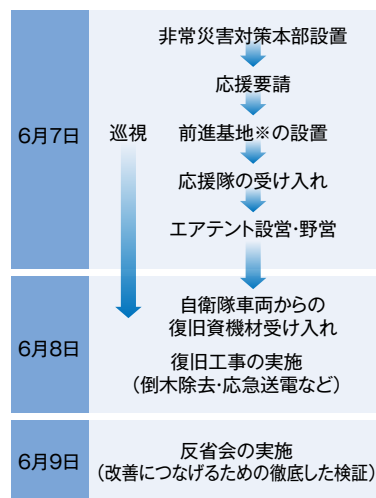 6月7日
巡視
非常災害対策本部設置
応援要請
前進基地※の設置
応援隊の受け入れ
エアテント設営・野営
6月8日
自衛隊車両からの
復旧資機材受け入れ
復旧工事の実施
（倒木除去・応急送電など）
6月9日
反省会の実施
（改善につなげるための徹底した検証）